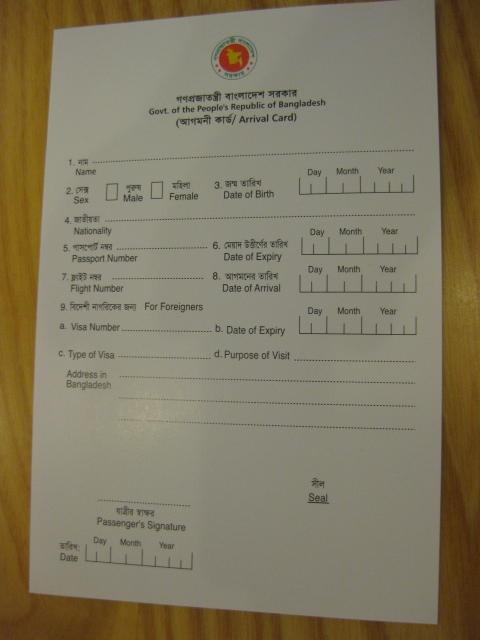 গণপ্রজাতন্ত্রী বাংলাদেশ
সরকার
গণপ্রজাতন্ত্রী বাংলাদেশ সরকার
Govt. of the People's Republic of Bangladesh
(আগমনী কার্ড/ Arrival Card)
1. নাম
Name
2. সেক্স পুরুষ মহিলা 3. জন্ম তারিখ Day Month Year
Sex Male Female Date of Birth
4. জাতীয়তা
Nationality
5. পাসপোর্ট নম্বর 6. মেয়াদ উত্তীর্ণের তারিখ Day Month Year
Passport Number Date of Expiry
7. ফ্লাইট নম্বর 8. আগমনের তারিখ Day Month Year
Flight Number Date of Arrival
9. বিদেশী নাগরিকের জন্য For Foreigners Day Month Year
a. Visa Number b. Date of Expiry
c. Type of Visa d. Purpose of Visit
Address in
Bangladesh
সীল
Seal
যাত্রীর স্বাক্ষর
Passenger's Signature
Day Month Year
তারিখ:
Date